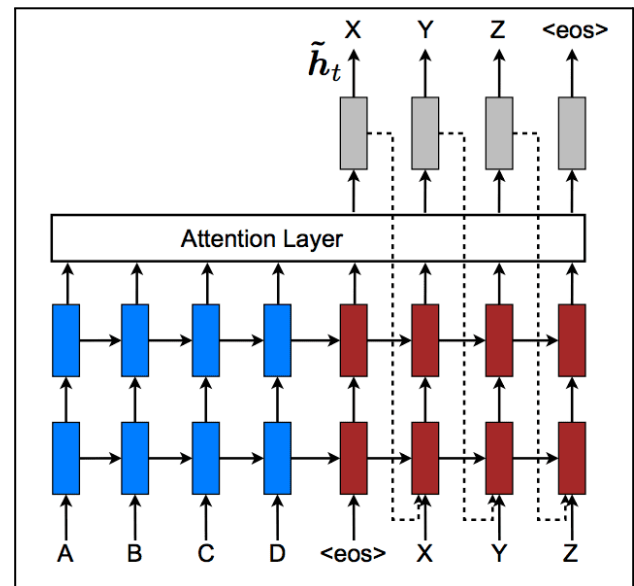 X Y Z <eos>
h̃t
Attention Layer
A B C D <eos> X Y Z